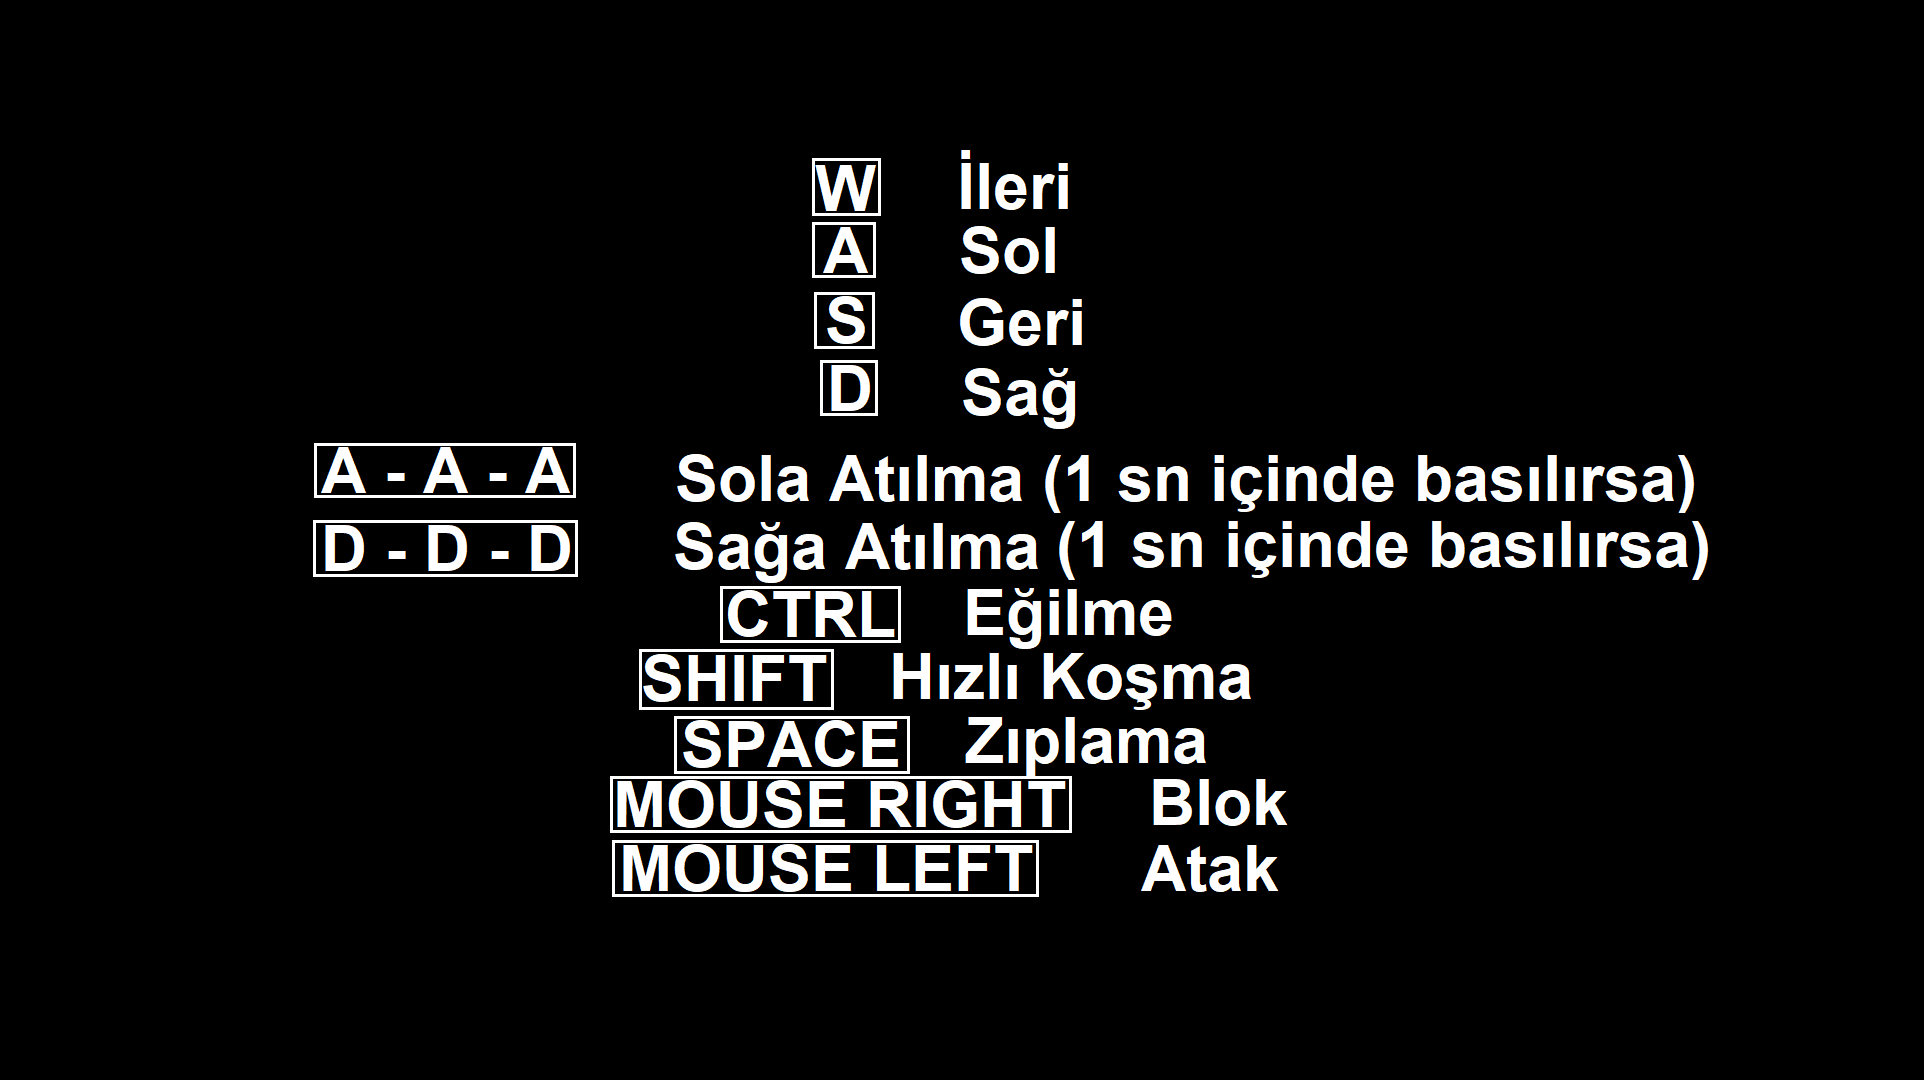 W İleri
A Sol
S Geri
D Sağ
A - A - A Sola Atılma (1 sn içinde basılırsa)
D - D - D Sağa Atılma (1 sn içinde basılırsa)
CTRL Eğilme
SHIFT Hızlı Koşma
SPACE Zıplama
MOUSE RIGHT Blok
MOUSE LEFT Atak